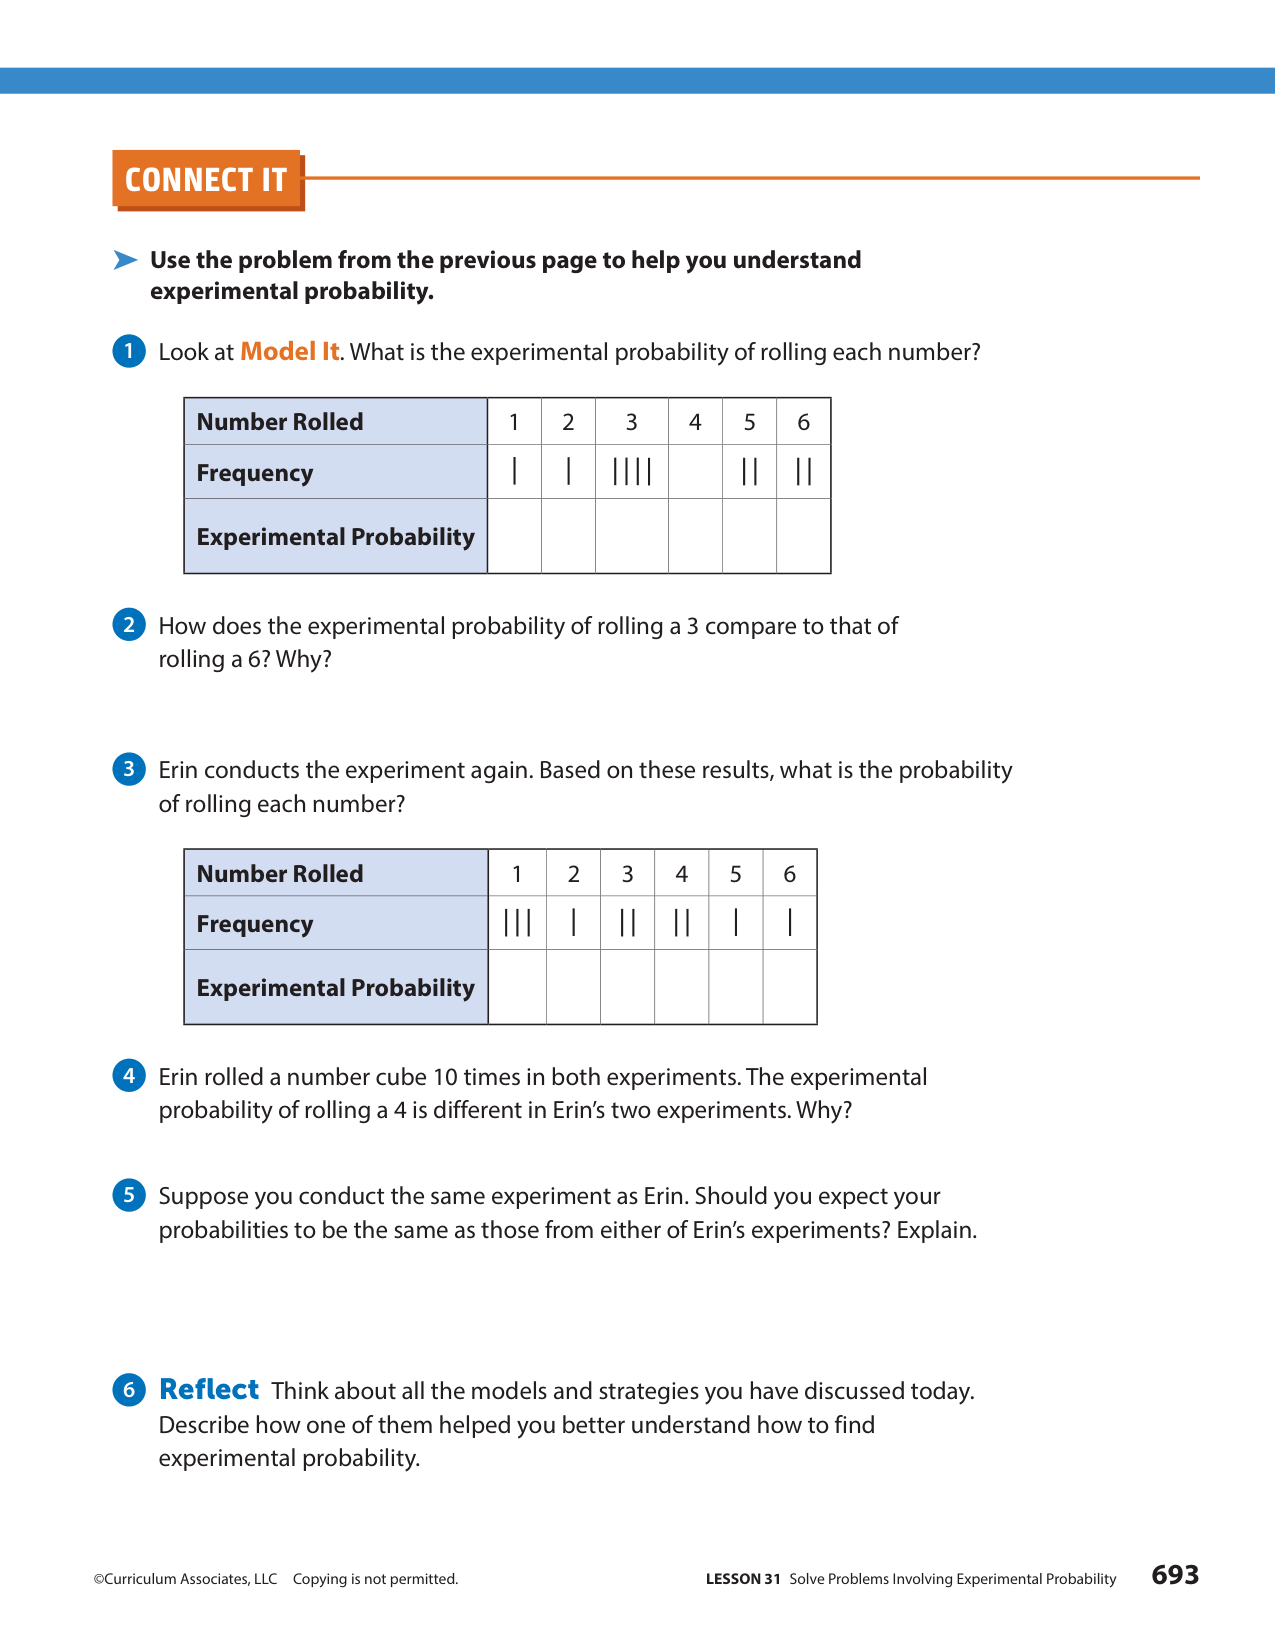 CONNECT IT
Use the problem from the previous page to help you understand
experimental probability.
1 Look at Model It. What is the experimental probability of rolling each number?
Number Rolled 1 2 3 4 5 6
Frequency | | |||| || ||
Experimental Probability
2 How does the experimental probability of rolling a 3 compare to that of
rolling a 6? Why?
3 Erin conducts the experiment again. Based on these results, what is the probability
of rolling each number?
Number Rolled 1 2 3 4 5 6
Frequency ||| | || || | |
Experimental Probability
4 Erin rolled a number cube 10 times in both experiments. The experimental
probability of rolling a 4 is different in Erin’s two experiments. Why?
5 Suppose you conduct the same experiment as Erin. Should you expect your
probabilities to be the same as those from either of Erin’s experiments? Explain.
6 Reflect Think about all the models and strategies you have discussed today.
Describe how one of them helped you better understand how to find
experimental probability.
©Curriculum Associates, LLC Copying is not permitted. LESSON 31 Solve Problems Involving Experimental Probability 693